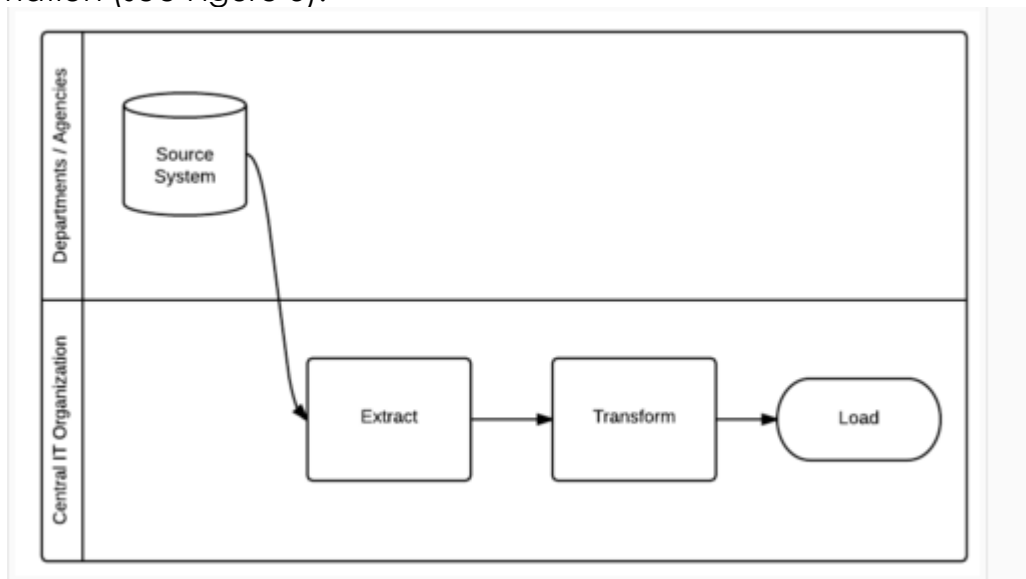 Departments / Agencies
Source
System
Central IT Organization
Extract
Transform
Load